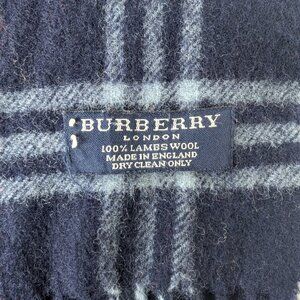 BURBERRY
LONDON
100% LAMBS WOOL
MADE IN ENGLAND
DRY CLEAN ONLY